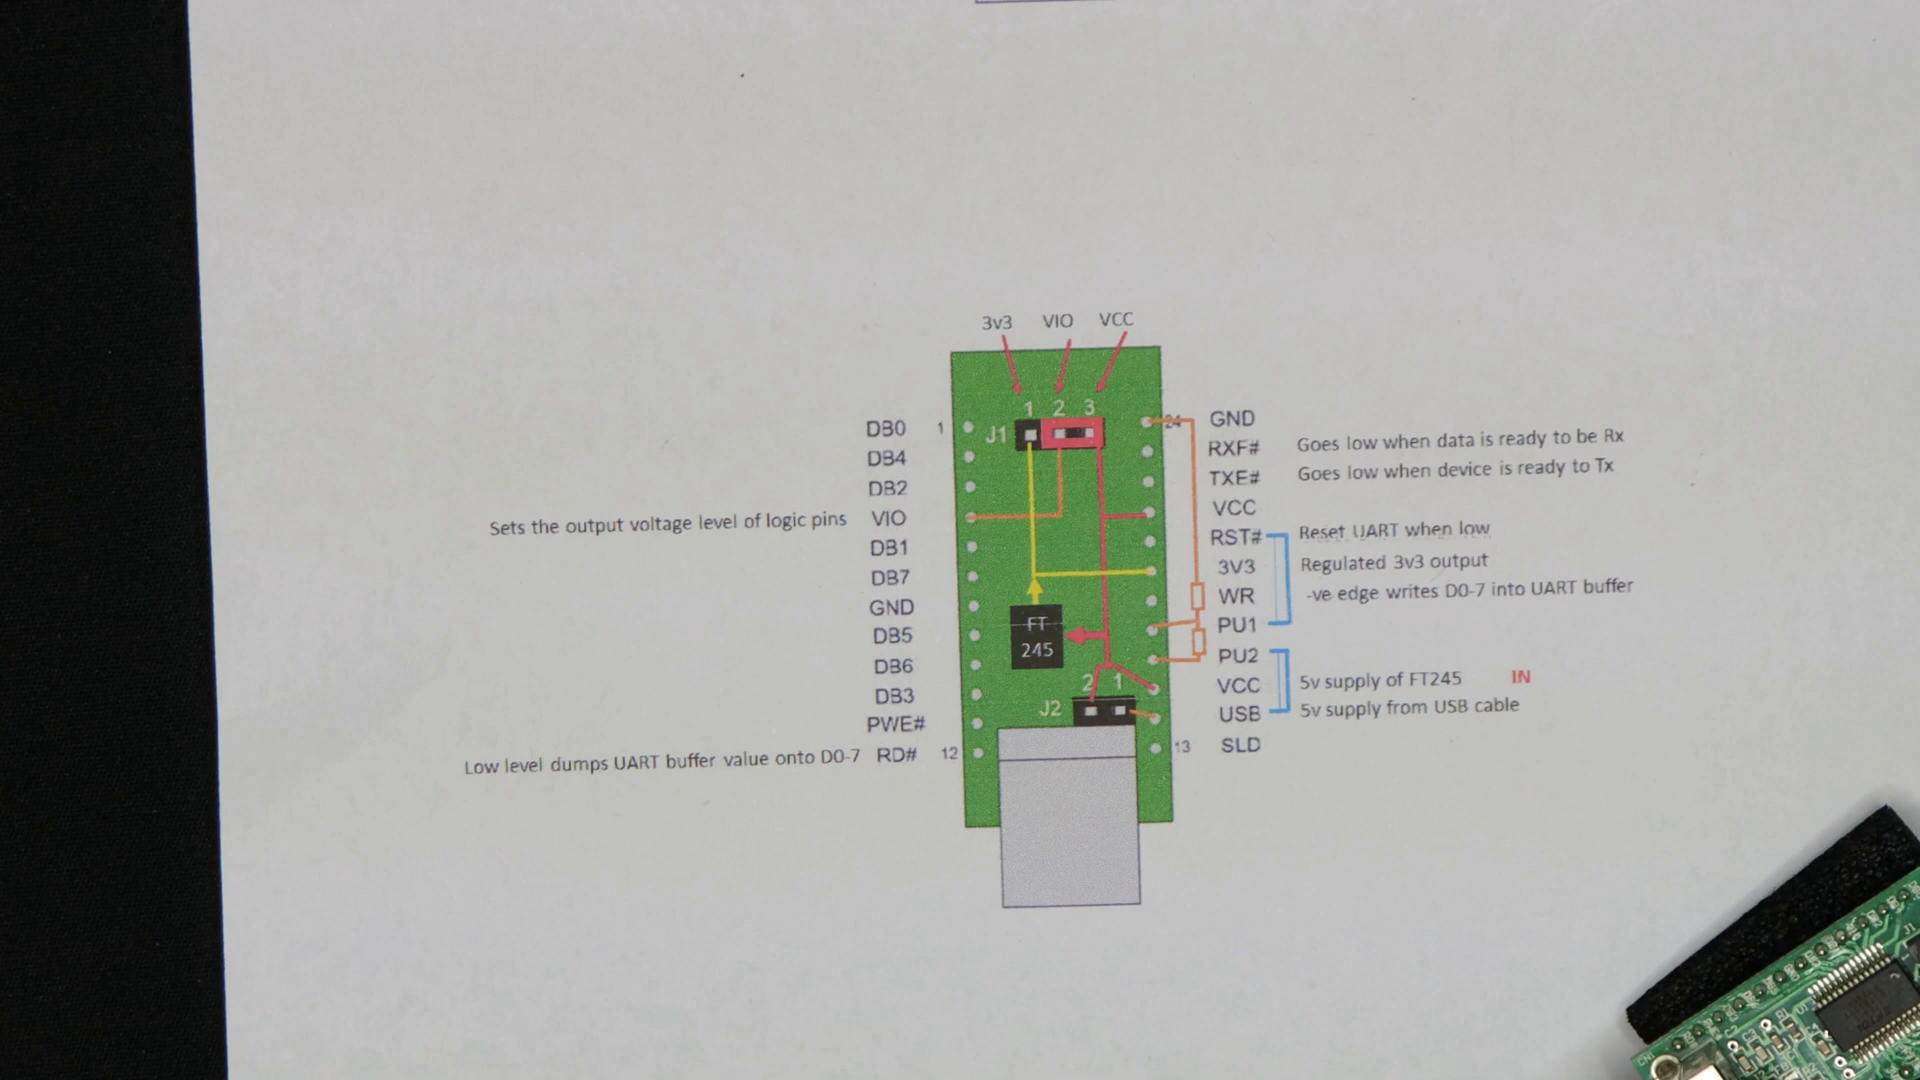 3v3 VIO VCC
1 2 3
J1
DB0 1
DB4
DB2
Sets the output voltage level of logic pins VIO
DB1
DB7
GND
DB5
DB6
DB3
PWE#
Low level dumps UART buffer value onto D0-7 RD# 12
FT
245
2 1
J2
24 GND
RXF# Goes low when data is ready to be Rx
TXE# Goes low when device is ready to Tx
VCC
RST# Reset UART when low
3V3 Regulated 3v3 output
WR -ve edge writes D0-7 into UART buffer
PU1
PU2
VCC 5v supply of FT245 IN
USB 5v supply from USB cable
13 SLD
J1
CN1